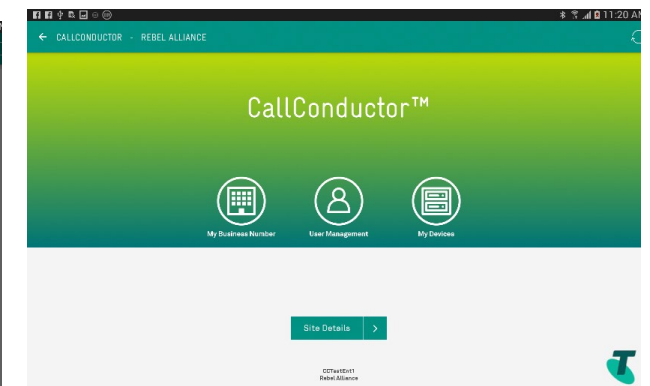 11:20 AM
CALLCONDUCTOR - REBEL ALLIANCE
CallConductor™
My Business Number
User Management
My Devices
Site Details
CCTestEnt1
Rebel Alliance
T